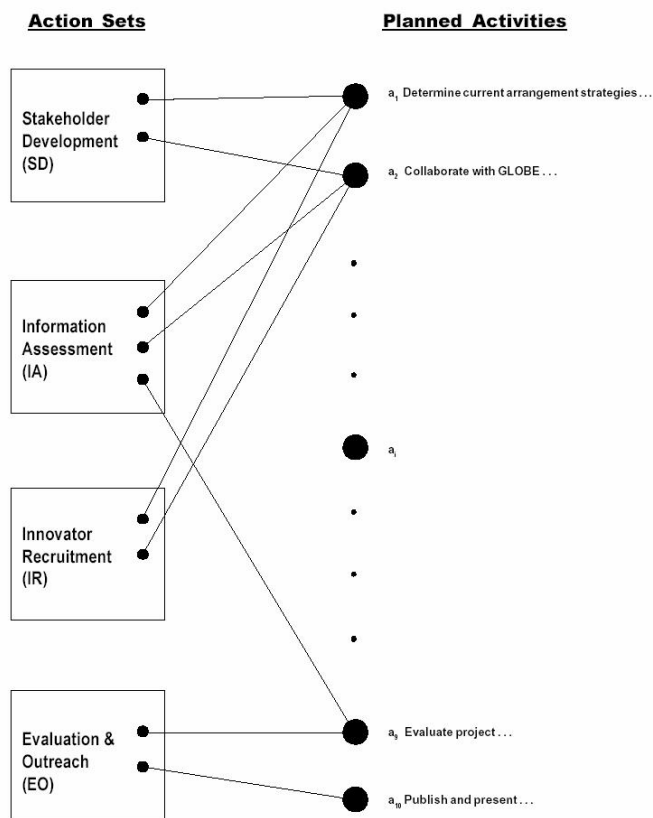 Action Sets
Planned Activities
Stakeholder
Development
(SD)
Information
Assessment
(IA)
Innovator
Recruitment
(IR)
Evaluation &
Outreach
(EO)
a1 Determine current arrangement strategies . . .
a2 Collaborate with GLOBE . . .
ai
a9 Evaluate project . . .
a10 Publish and present . . .